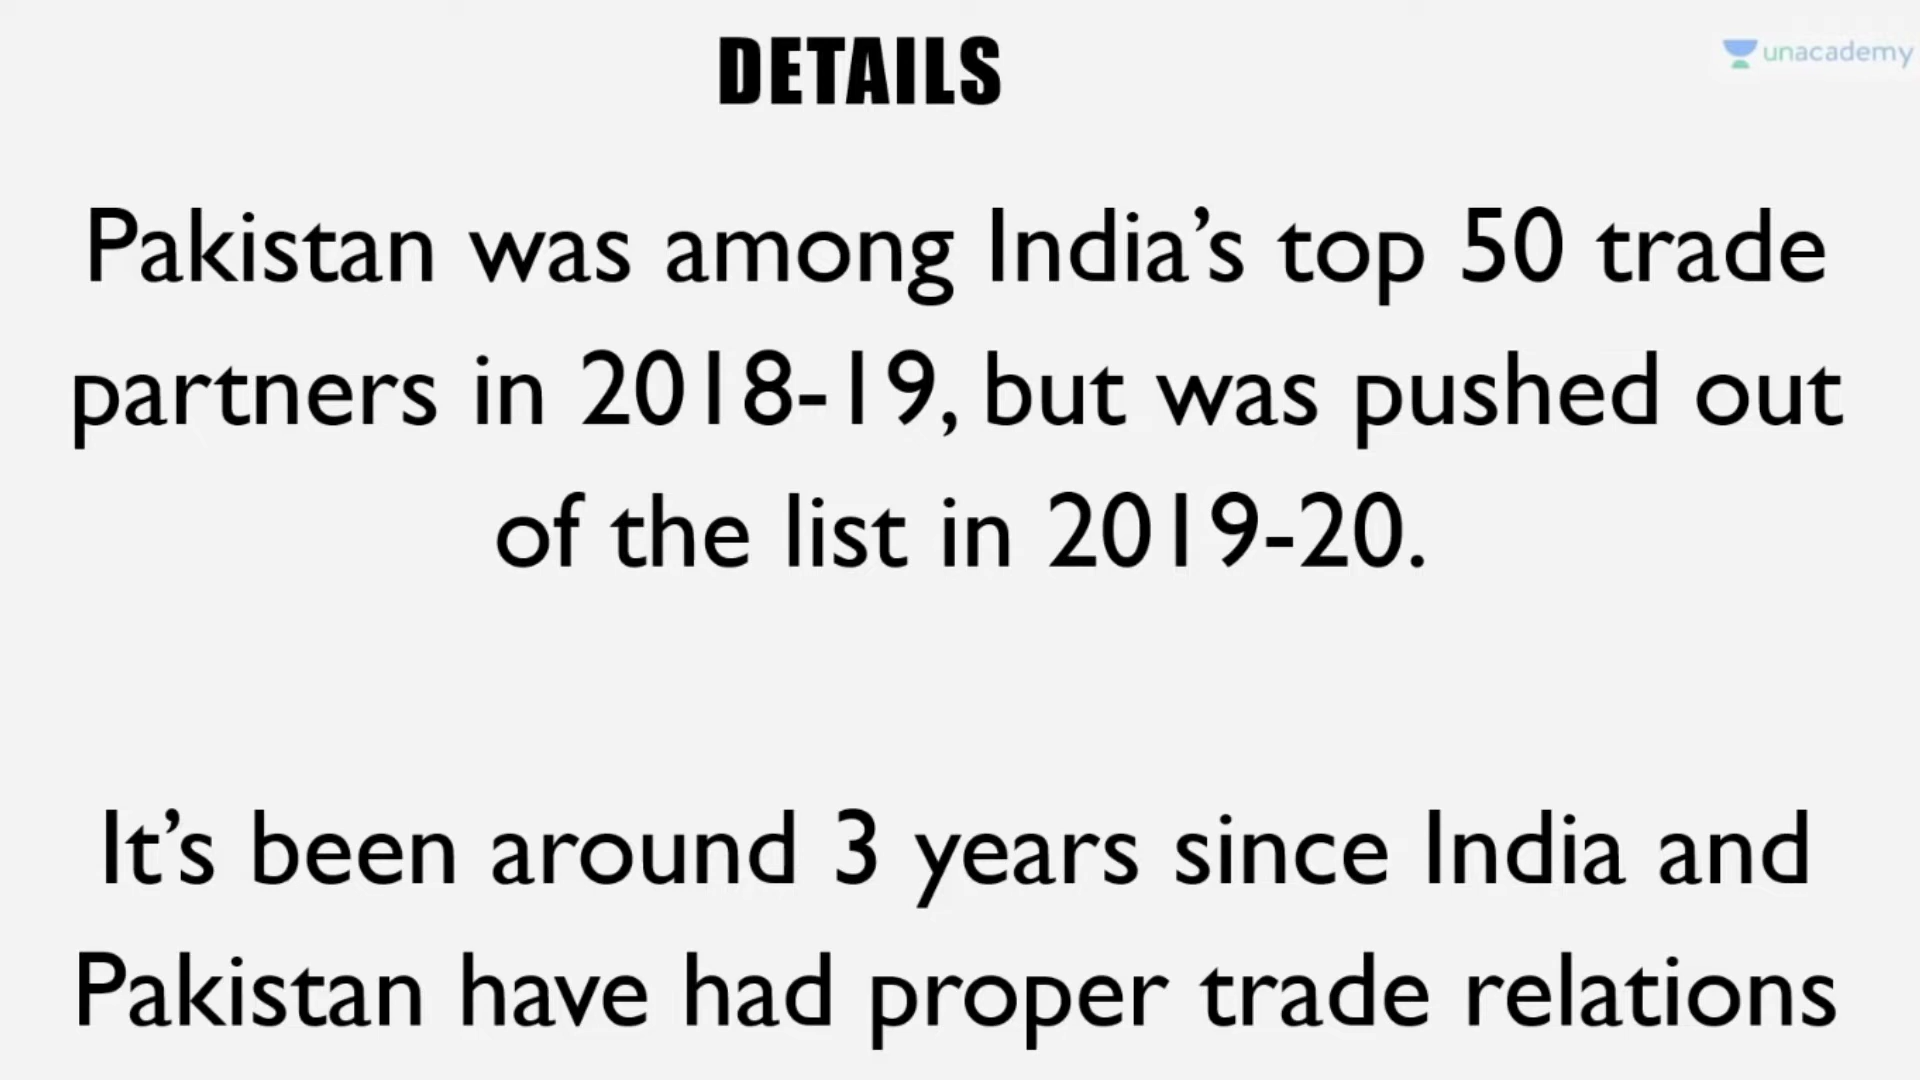 DETAILS
unacademy
Pakistan was among India’s top 50 trade
partners in 2018-19, but was pushed out
of the list in 2019-20.
It’s been around 3 years since India and
Pakistan have had proper trade relations